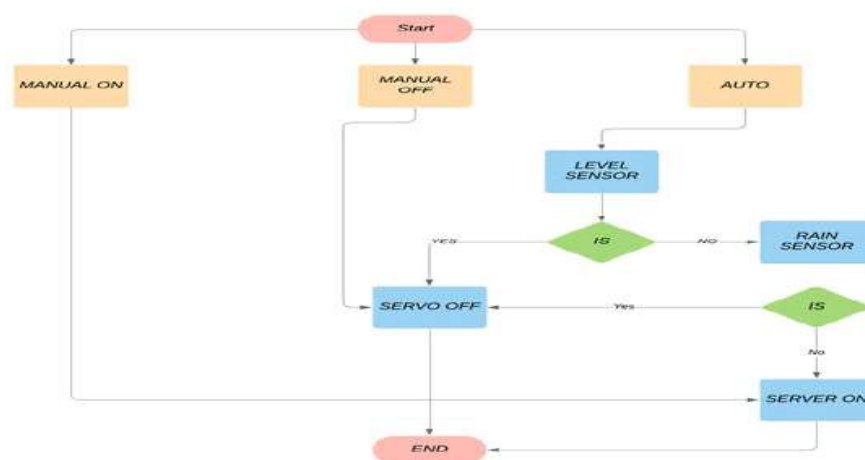 Start
MANUAL ON
MANUAL
OFF
AUTO
LEVEL
SENSOR
YES
IS
NO
RAIN
SENSOR
SERVO OFF
Yes
IS
No
SERVER ON
END